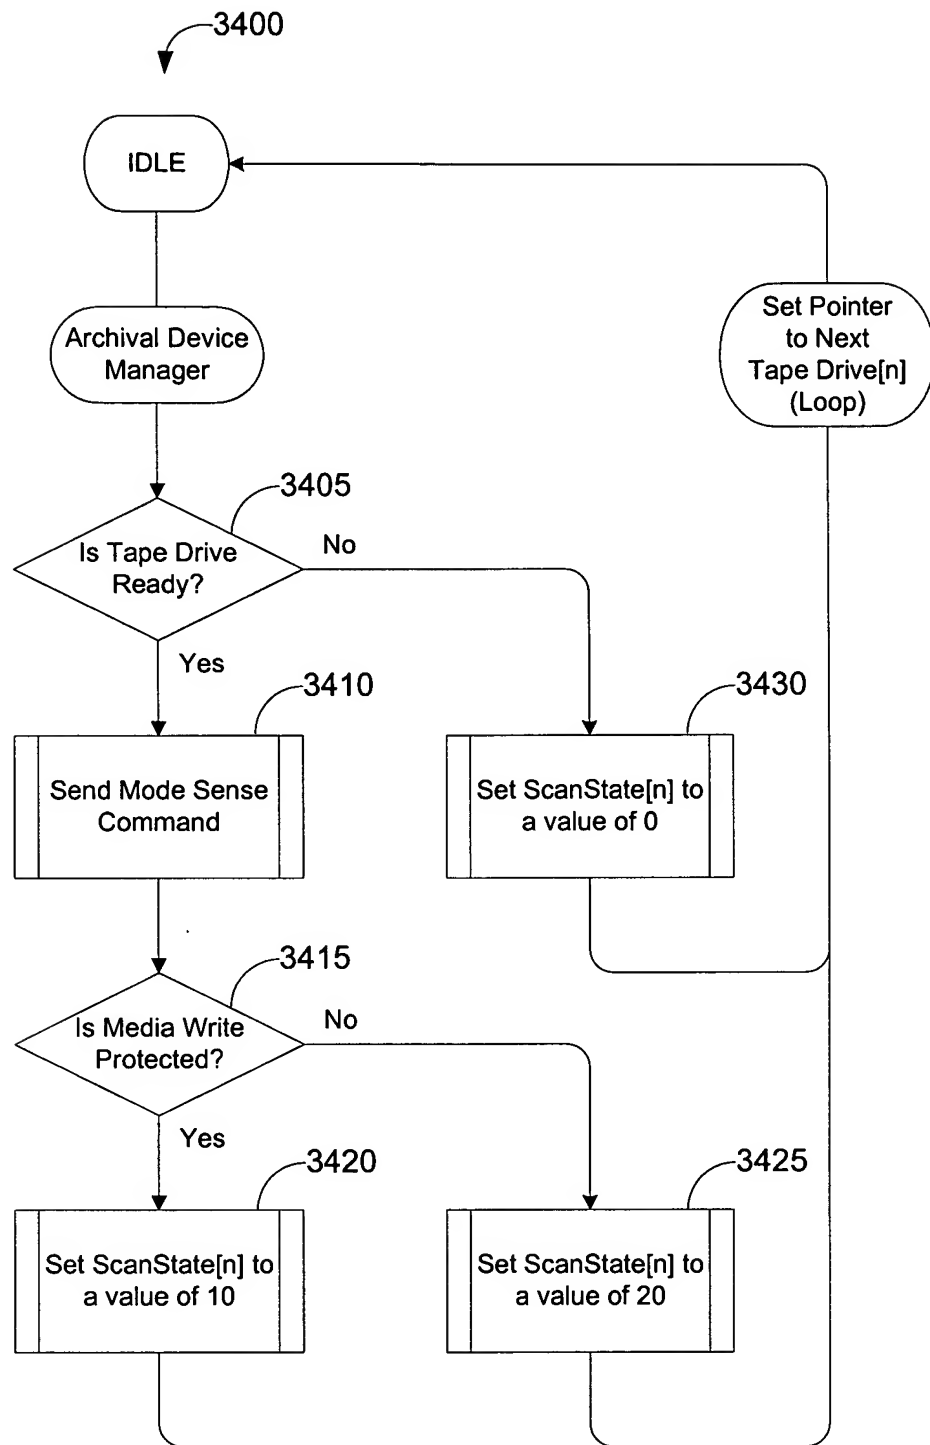 3400
IDLE
Archival Device
Manager
Set Pointer
to Next
Tape Drive[n]
(Loop)
3405
Is Tape Drive
Ready?
No
Yes
3410
Send Mode Sense
Command
3430
Set ScanState[n] to
a value of 0
3415
Is Media Write
Protected?
No
Yes
3420
Set ScanState[n] to
a value of 10
3425
Set ScanState[n] to
a value of 20